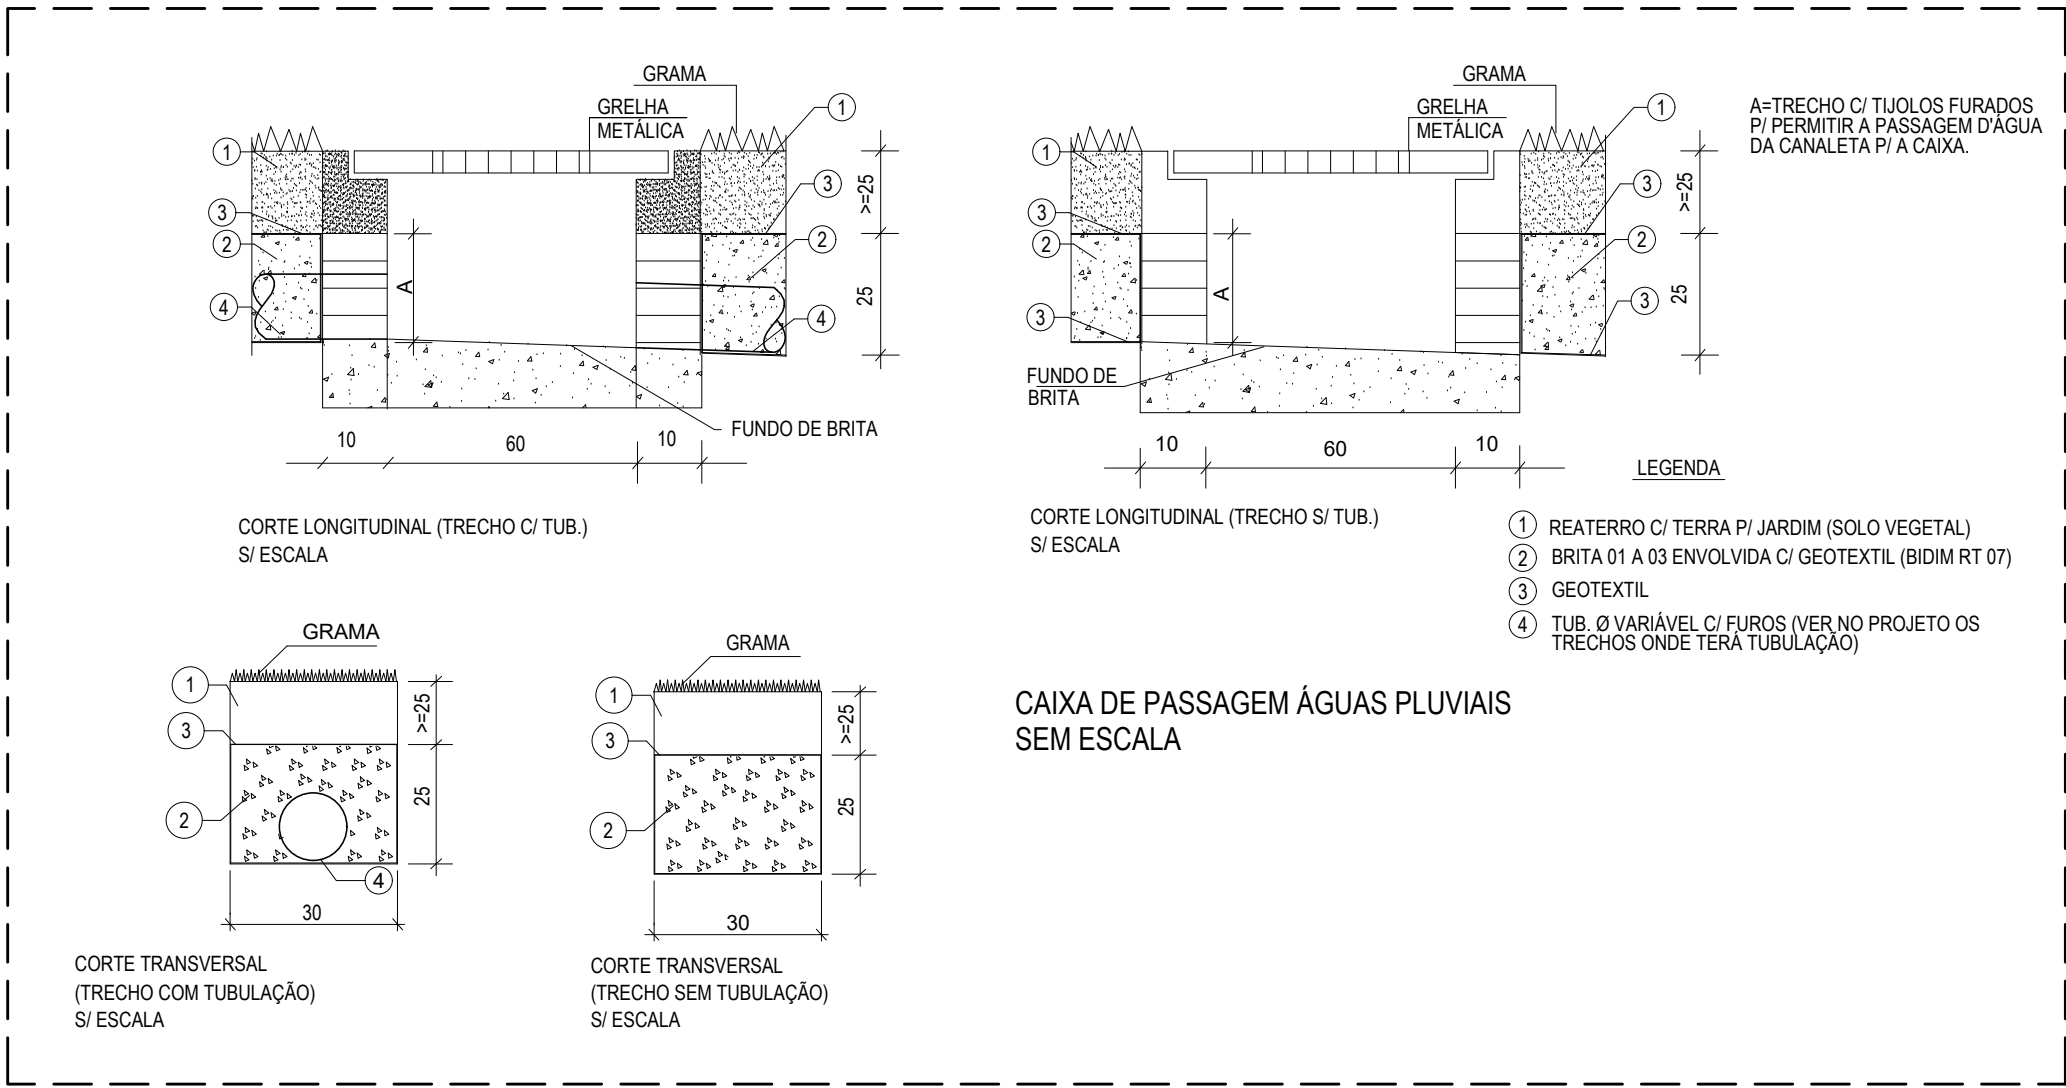 GRAMA
GRELHA
METÁLICA
1
1
3
3
2
2
4
4
A
>=25
25
FUNDO DE BRITA
10
60
10
CORTE LONGITUDINAL (TRECHO C/ TUB.)
S/ ESCALA
GRAMA
GRELHA
METÁLICA
1
1
3
3
2
2
3
3
A
>=25
25
FUNDO DE
BRITA
10
60
10
CORTE LONGITUDINAL (TRECHO S/ TUB.)
S/ ESCALA
A=TRECHO C/ TIJOLOS FURADOS
P/ PERMITIR A PASSAGEM D'ÁGUA
DA CANALETA P/ A CAIXA.
LEGENDA
1 REATERRO C/ TERRA P/ JARDIM (SOLO VEGETAL)
2 BRITA 01 A 03 ENVOLVIDA C/ GEOTEXTIL (BIDIM RT 07)
3 GEOTEXTIL
4 TUB. Ø VARIÁVEL C/ FUROS (VER NO PROJETO OS
TRECHOS ONDE TERÁ TUBULAÇÃO)
GRAMA
1
3
2
4
>=25
25
30
CORTE TRANSVERSAL
(TRECHO COM TUBULAÇÃO)
S/ ESCALA
GRAMA
1
3
2
>=25
25
30
CORTE TRANSVERSAL
(TRECHO SEM TUBULAÇÃO)
S/ ESCALA
CAIXA DE PASSAGEM ÁGUAS PLUVIAIS
SEM ESCALA